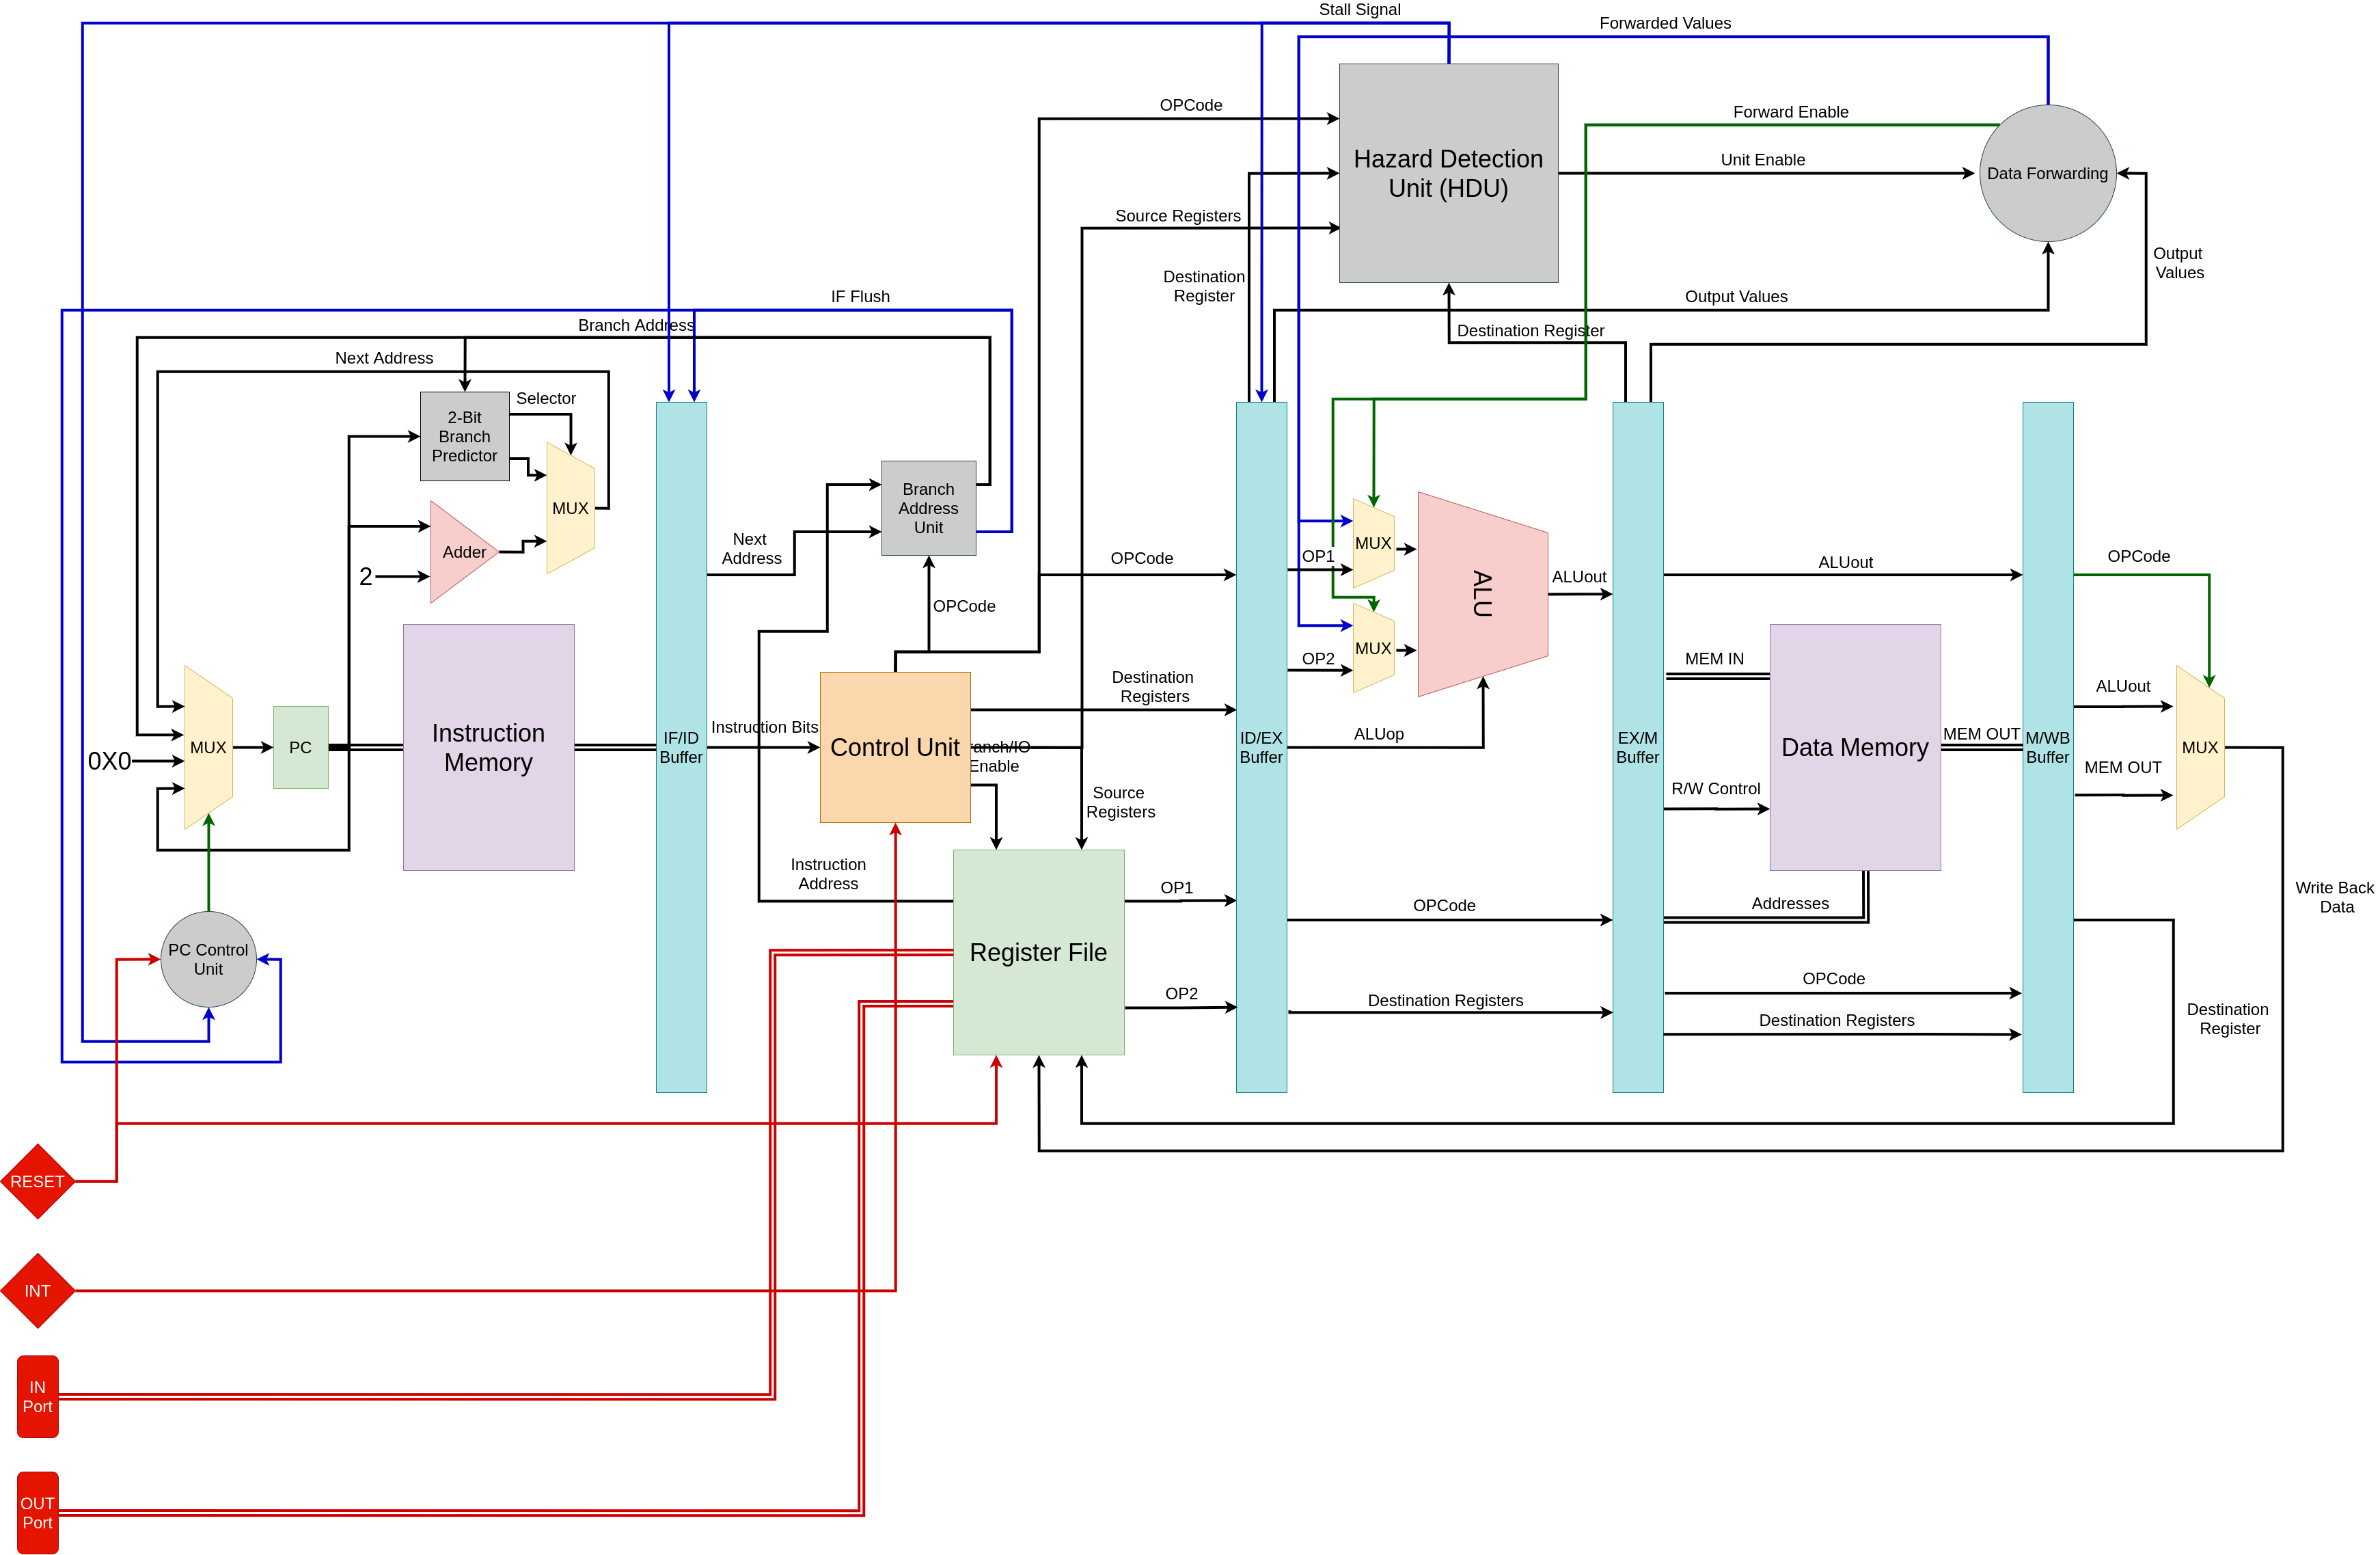 Stall Signal
Forwarded Values
OPCode
Forward Enable
Hazard Detection
Unit (HDU)
Unit Enable
Data Forwarding
Source Registers
Output
Values
Destination
Register
IF Flush
Output Values
Branch Address
Destination Register
Next Address
Selector
2-Bit
Branch
Predictor
MUX
Adder
2
Branch
Address
Unit
Next
Address
OPCode
OPCode
OP1
MUX
ALU
ALUout
ALUout
OPCode
OP2
MUX
MEM IN
Destination
Registers
ALUout
0X0
MUX
PC
Instruction
Memory
IF/ID
Buffer
Instruction Bits
Control Unit
Enable
ID/EX
Buffer
ALUop
EX/M
Buffer
Data Memory
MEM OUT
M/WB
Buffer
MUX
MEM OUT
R/W Control
Source
Registers
Instruction
Address
OP1
OPCode
Addresses
Write Back
Data
PC Control
Unit
Register File
OP2
Destination Registers
OPCode
Destination Registers
Destination
Register
RESET
INT
IN
Port
OUT
Port